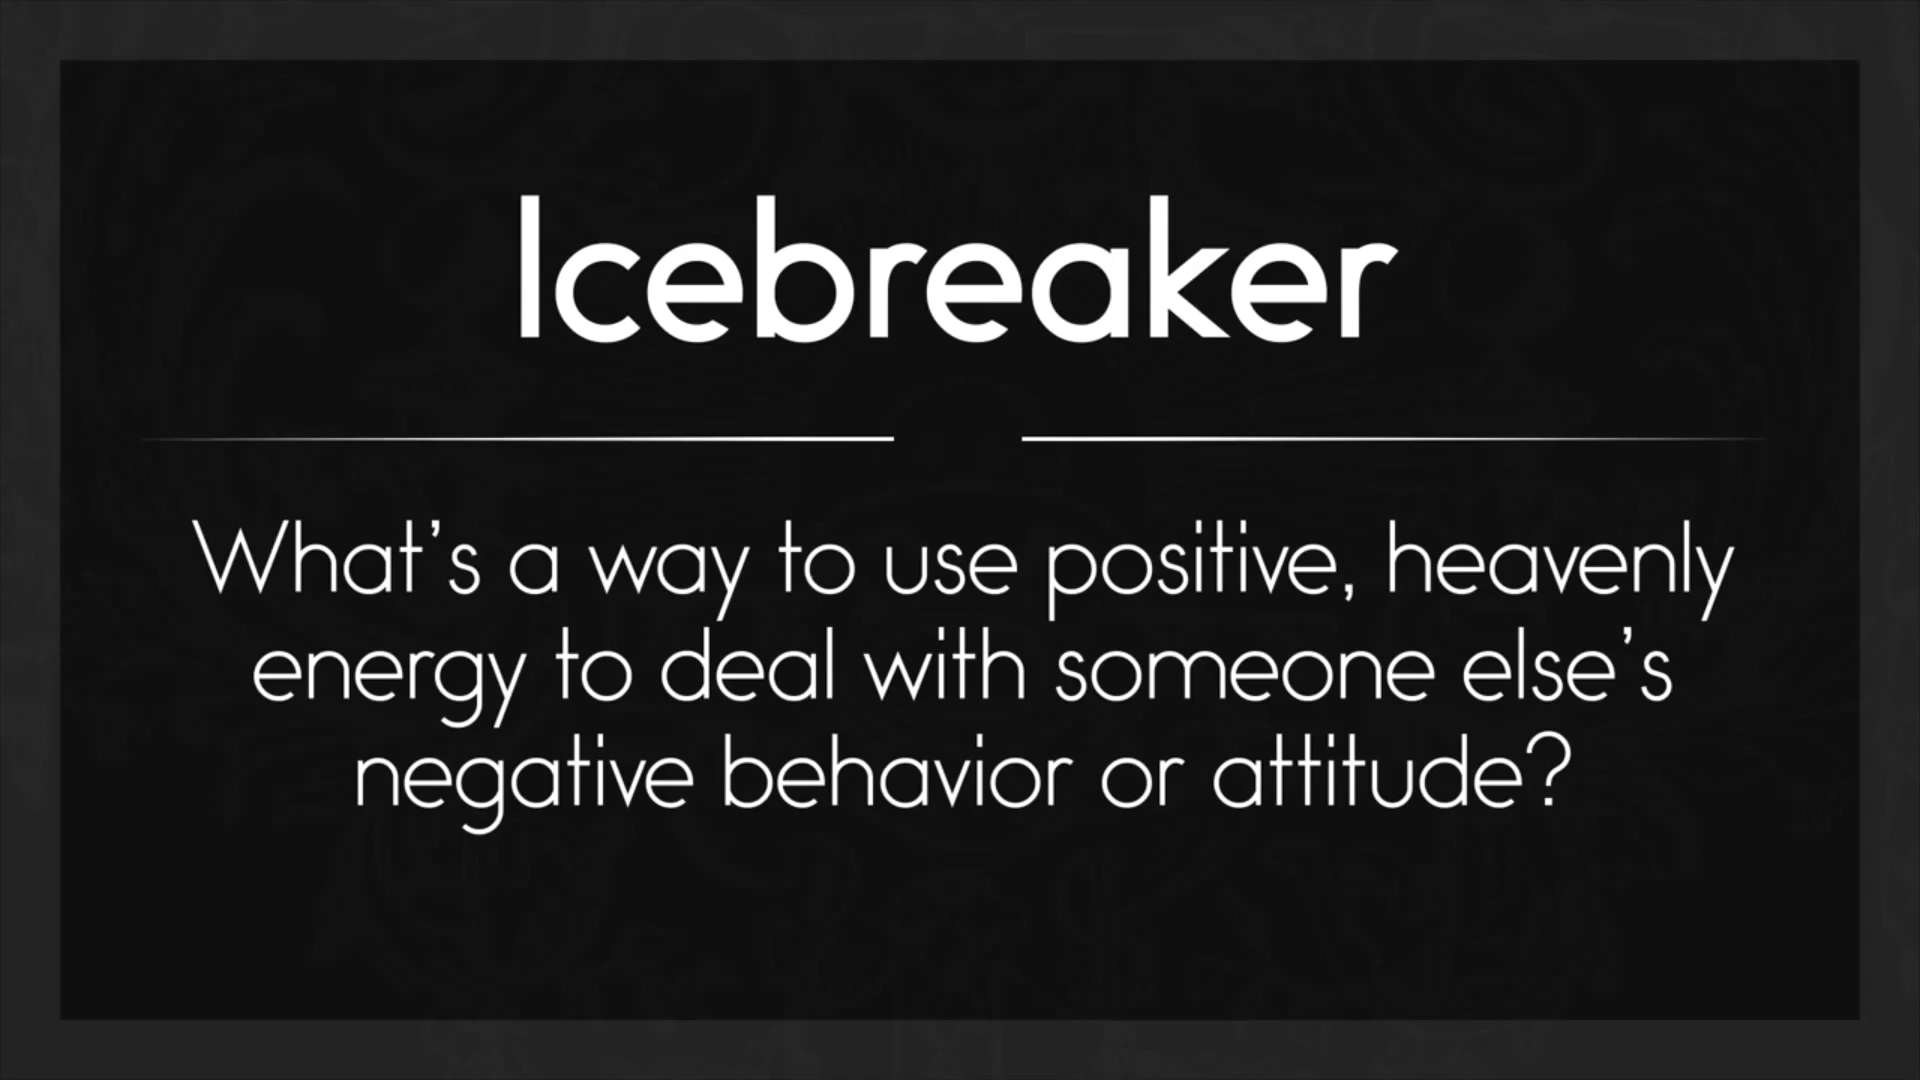 Icebreaker
What’s a way to use positive, heavenly
energy to deal with someone else’s
negative behavior or attitude?